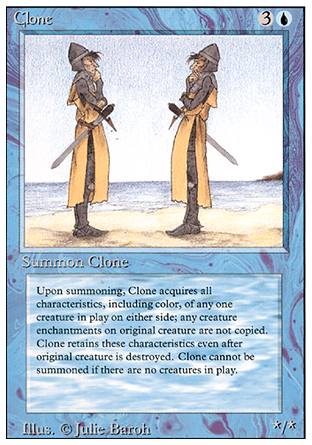 Clone 3
Summon Clone
Upon summoning, Clone acquires all
characteristics, including color, of any one
creature in play on either side; any creature
enchantments on original creature are not copied.
Clone retains these characteristics even after
original creature is destroyed. Clone cannot be
summoned if there are no creatures in play.
*/*
Illus. © Julie Baroh